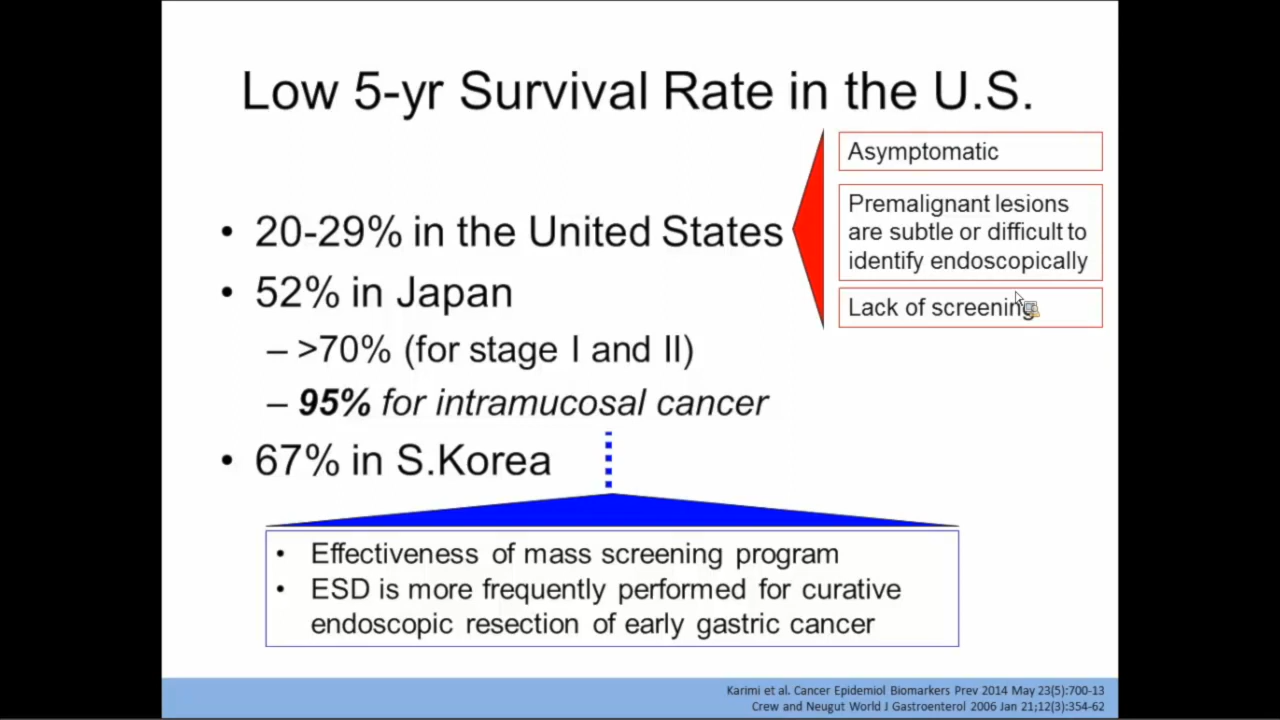 Low 5-yr Survival Rate in the U.S.
Asymptomatic
Premalignant lesions
are subtle or difficult to
identify endoscopically
Lack of screening
• 20-29% in the United States
• 52% in Japan
– >70% (for stage I and II)
– 95% for intramucosal cancer
• 67% in S.Korea
• Effectiveness of mass screening program
• ESD is more frequently performed for curative
endoscopic resection of early gastric cancer
Karimi et al. Cancer Epidemiol Biomarkers Prev 2014 May 23(5):700-13
Crew and Neugut World J Gastroenterol 2006 Jan 21;12(3):354-62